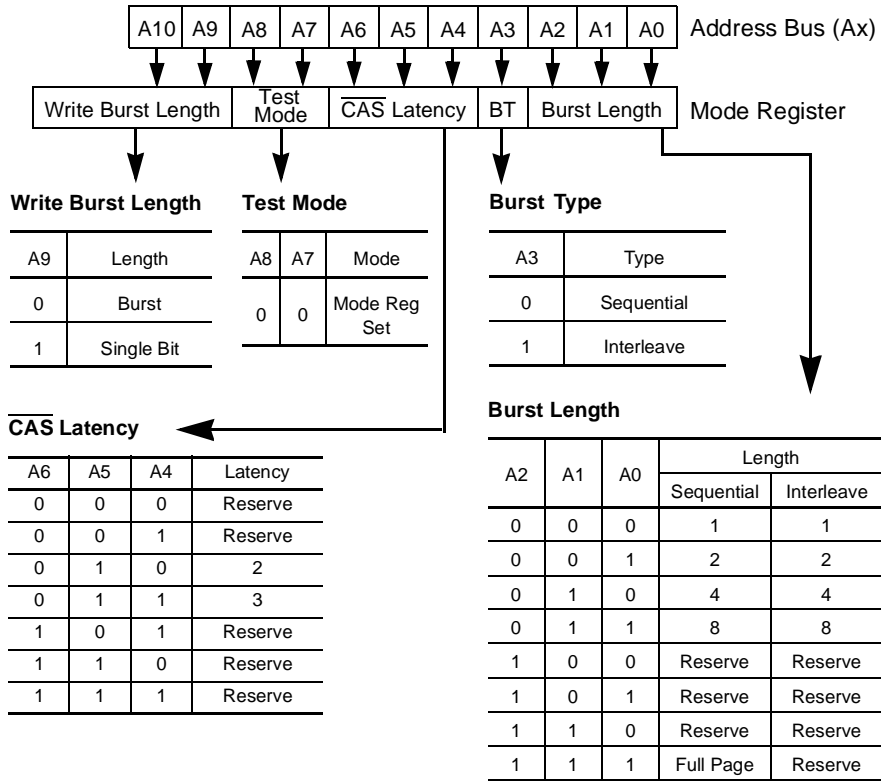 A10 A9 A8 A7 A6 A5 A4 A3 A2 A1 A0 Address Bus (Ax)
Write Burst Length Test Mode C̅A̅S̅ Latency BT Burst Length Mode Register
Write Burst Length
A9 Length
0 Burst
1 Single Bit
Test Mode
A8 A7 Mode
0 0 Mode Reg
Set
Burst Type
A3 Type
0 Sequential
1 Interleave
C̅A̅S̅ Latency
A6 A5 A4 Latency
0 0 0 Reserve
0 0 1 Reserve
0 1 0 2
0 1 1 3
1 0 1 Reserve
1 1 0 Reserve
1 1 1 Reserve
Burst Length
A2 A1 A0 Length
Sequential Interleave
0 0 0 1 1
0 0 1 2 2
0 1 0 4 4
0 1 1 8 8
1 0 0 Reserve Reserve
1 0 1 Reserve Reserve
1 1 0 Reserve Reserve
1 1 1 Full Page Reserve